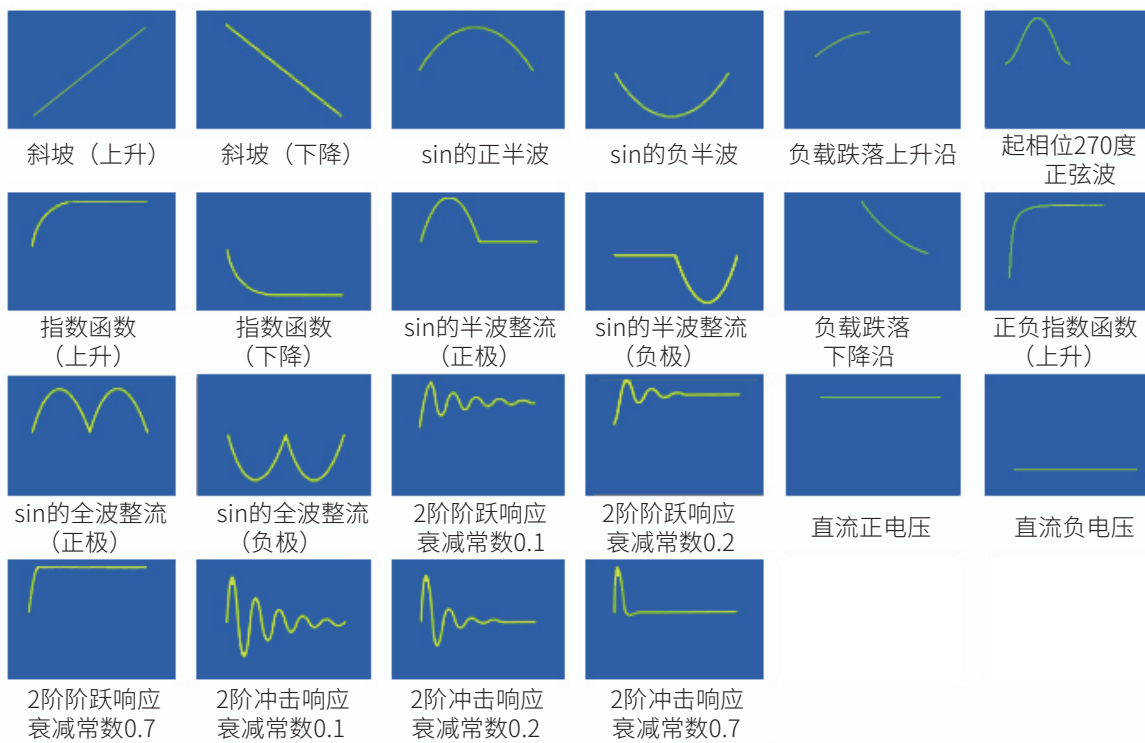 斜坡（上升）
斜坡（下降）
sin的正半波
sin的负半波
负载跌落上升沿
起相位270度
正弦波
指数函数
（上升）
指数函数
（下降）
sin的半波整流
（正极）
sin的半波整流
（负极）
负载跌落
下降沿
正负指数函数
（上升）
sin的全波整流
（正极）
sin的全波整流
（负极）
2阶阶跃响应
衰减常数0.1
2阶阶跃响应
衰减常数0.2
直流正电压
直流负电压
2阶阶跃响应
衰减常数0.7
2阶冲击响应
衰减常数0.1
2阶冲击响应
衰减常数0.2
2阶冲击响应
衰减常数0.7